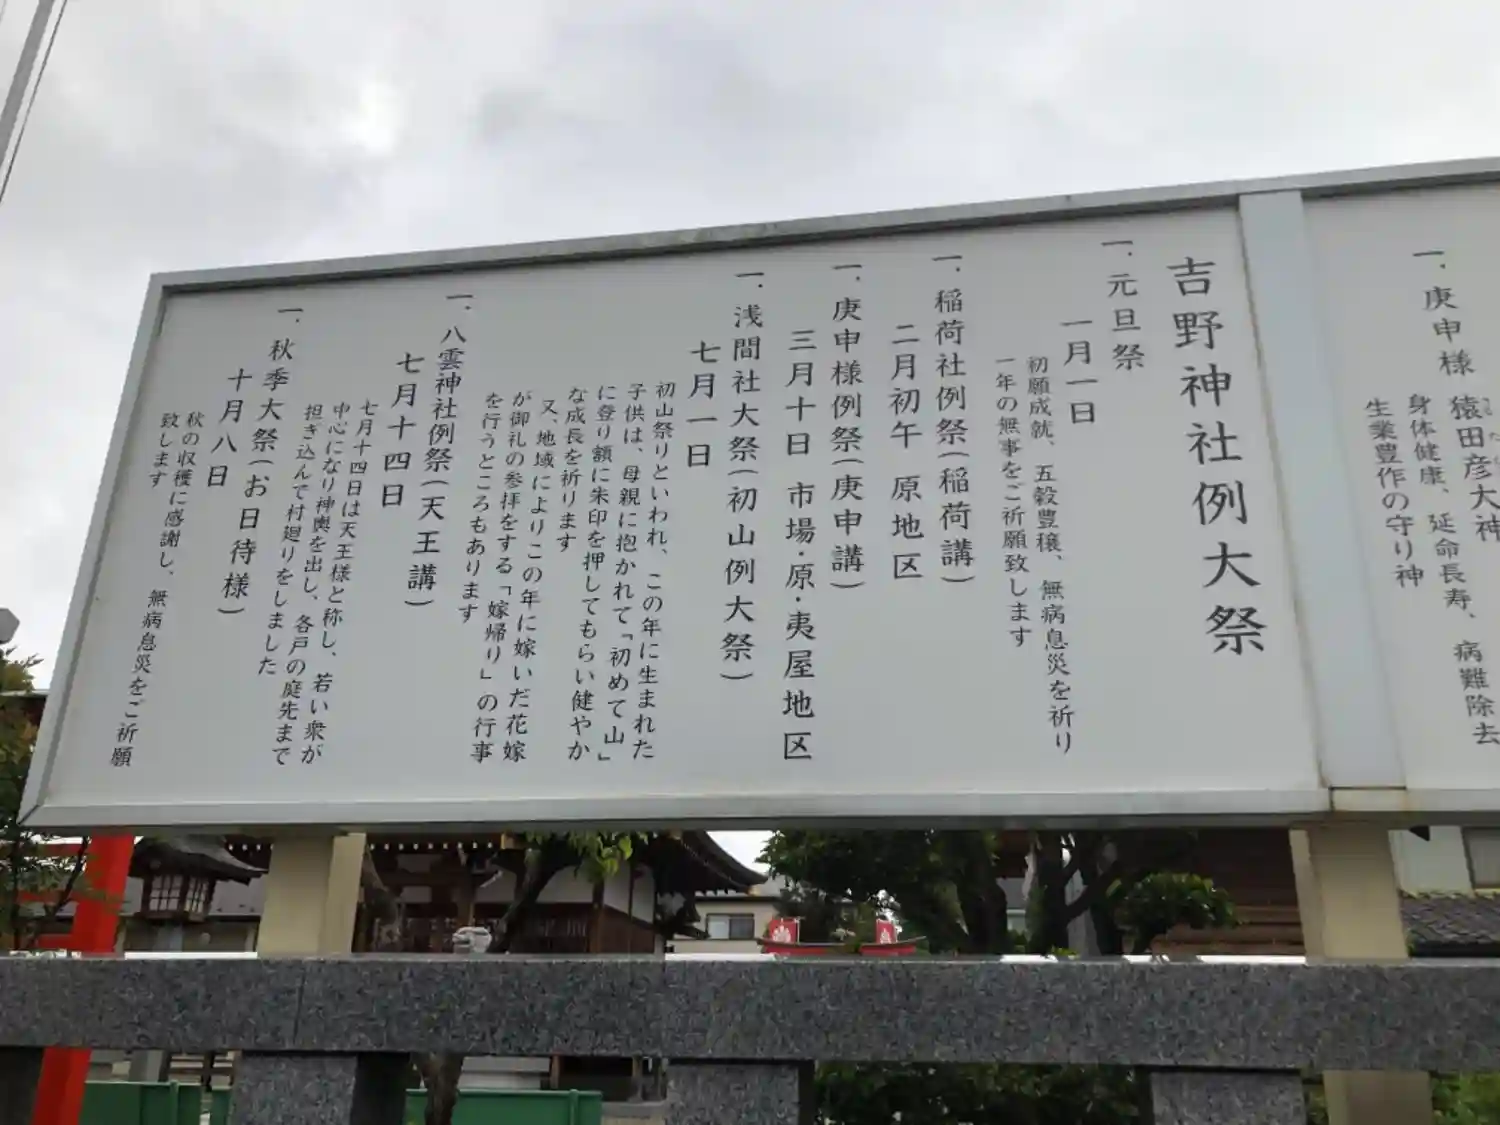 一.庚申様 猿田彦大神
身体健康、延命長寿、病難除去
生業豊作の守り神
吉野神社例大祭
一.元旦祭
一月一日
初願成就、五穀豊穣、無病息災を祈り
一年の無事をご祈願致します
一.稲荷社例祭(稲荷講)
二月初午 原地区
一.庚申様例祭(庚申講)
三月十日 市場・原・夷屋地区
一.浅間社大祭(初山例大祭)
七月一日
初山祭りといわれ、この年に生まれた
子供は、母親に抱かれて「初めて山」
に登り額に朱印を押してもらい健やか
な成長を祈ります
又、地域によりこの年に嫁いだ花嫁
が御礼の参拝をする「嫁帰り」の行事
を行うところもあります
一.八雲神社例祭(天王講)
七月十四日
七月十四日は天王様と称し、若い衆が
中心になり神輿を出し、各戸の庭先まで
担ぎ込んで村廻りをしました
一.秋季大祭(お日待様)
十月八日
秋の収穫に感謝し、無病息災をご祈願
致します